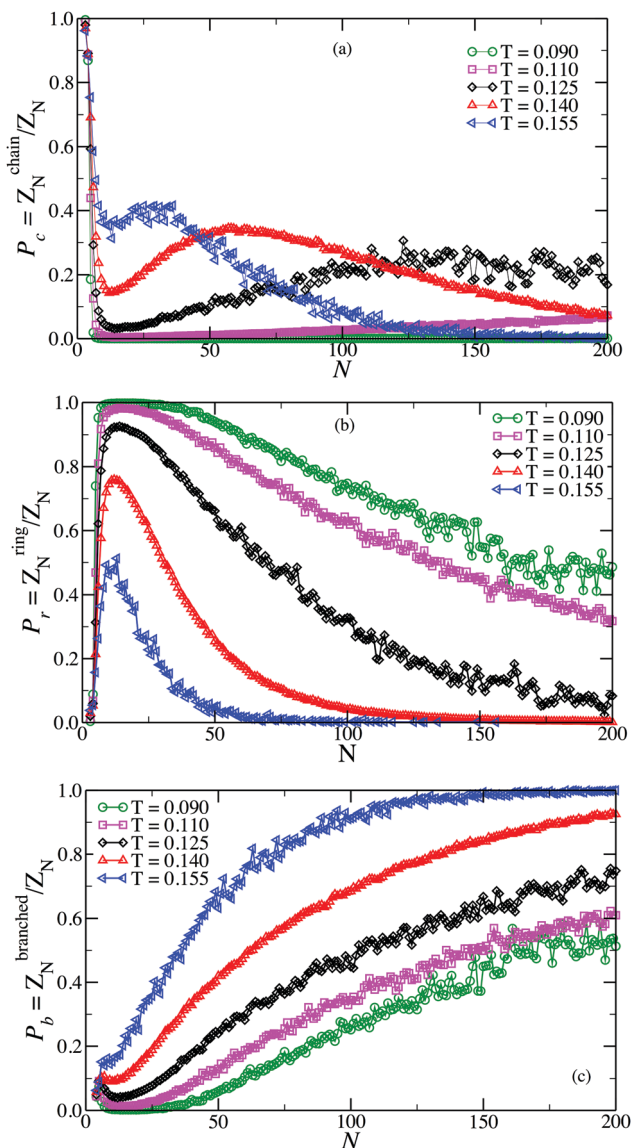 (a)
P_c = Z_N^chain/Z_N
1.0
0.8
0.6
0.4
0.2
0.0
0
50
100
150
200
N
T = 0.090
T = 0.110
T = 0.125
T = 0.140
T = 0.155
(b)
P_r = Z_N^ring/Z_N
1.0
0.8
0.6
0.4
0.2
0.0
0
50
100
150
200
N
T = 0.090
T = 0.110
T = 0.125
T = 0.140
T = 0.155
P_b = Z_N^branched/Z_N
1.0
0.8
0.6
0.4
0.2
0.0
0
50
100
150
200
N
T = 0.090
T = 0.110
T = 0.125
T = 0.140
T = 0.155
(c)